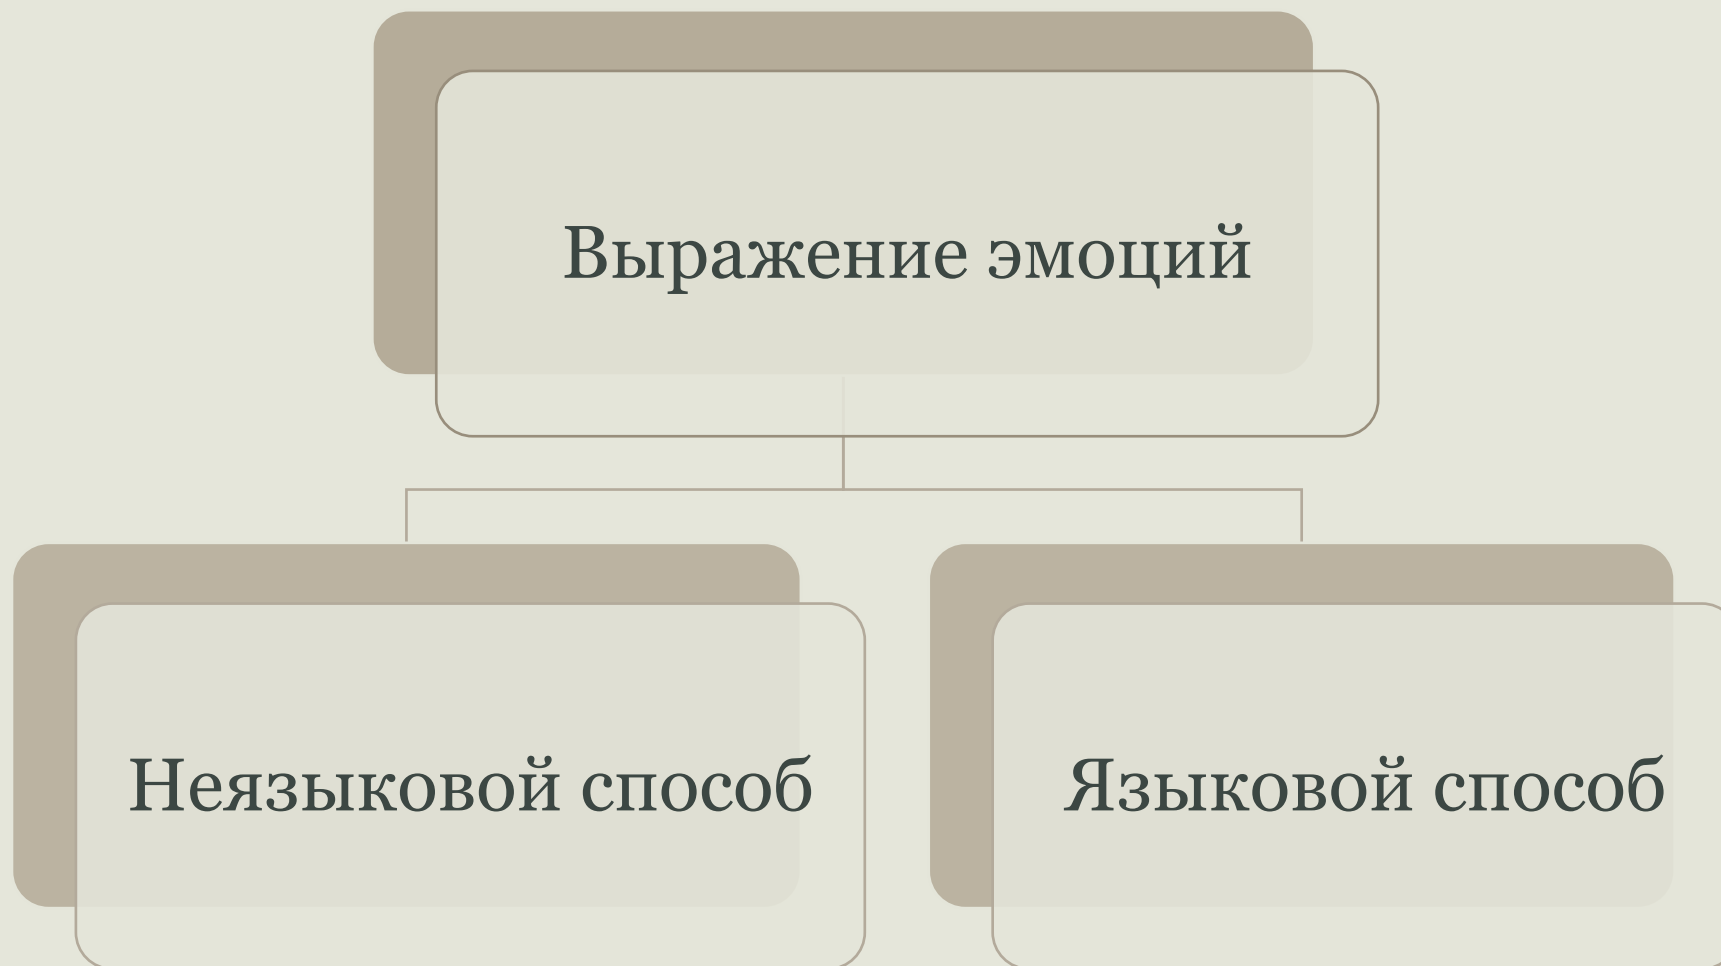 Выражение эмоций
Неязыковой способ
Языковой способ